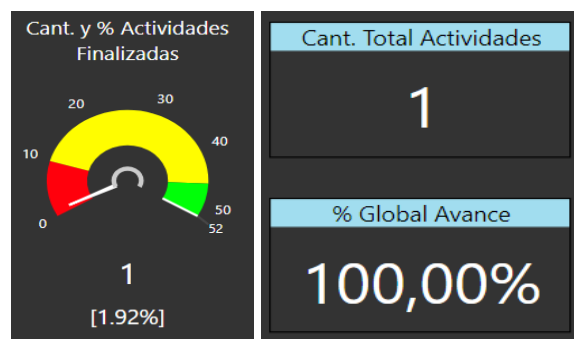 Cant. y % Actividades
Finalizadas
0
10
20
30
40
50
52
1
[1.92%]
Cant. Total Actividades
1
% Global Avance
100,00%